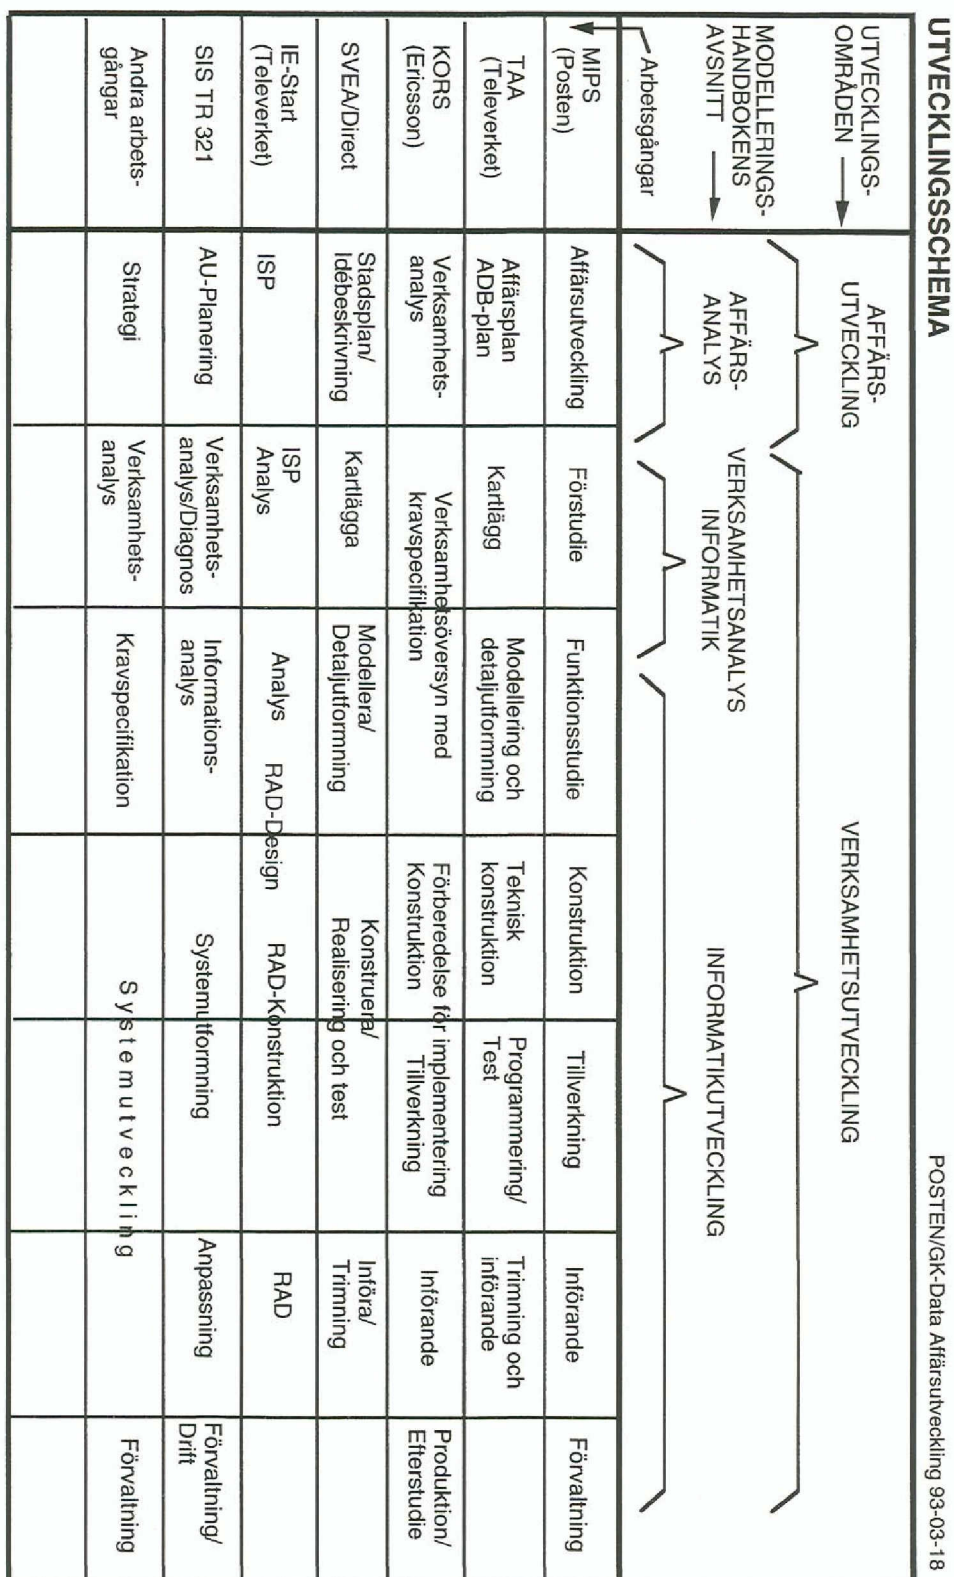 UTVECKLINGSSCHEMA
POSTEN/GK-Data Affärsutveckling 93-03-18
UTVECKLINGS-
OMRÅDEN
AFFÄRS-
UTVECKLING
VERKSAMHETSUTVECKLING
MODELLERINGS-
HANDBOKENS
AVSNITT
AFFÄRS-
ANALYS
VERKSAMHETSANALYS
INFORMATIK
INFORMATIKUTVECKLING
Arbetsgångar
MIPS
(Posten)
Affärsutveckling
Förstudie
Funktionsstudie
Konstruktion
Tillverkning
Införande
Förvaltning
TAA
(Televerket)
Affärsplan
ADB-plan
Kartlägg
Modellering och
detaljutformning
Teknisk
konstruktion
Programmering/
Test
Trimning och
införande
KORS
(Ericsson)
Verksamhets-
analys
Verksamhetsöversyn med
kravspecifikation
Förberedelse för implementering
Konstruktion
Tillverkning
Införande
Produktion/
Efterstudie
SVEA/Direct
Stadsplan/
Idébeskrivning
Kartlägga
Modellera/
Detaljutformning
Konstruera/
Realisering och test
Införa/
Trimning
IE-Start
(Televerket)
ISP
ISP
Analys
Analys
RAD-Design
RAD-Konstruktion
RAD
SIS TR 321
AU-Planering
Verksamhets-
analys/Diagnos
Informations-
analys
Systemutformning
Anpassning
Förvaltning/
Drift
Andra arbets-
gångar
Strategi
Verksamhets-
analys
Kravspecifikation
Systemutveckling
Förvaltning